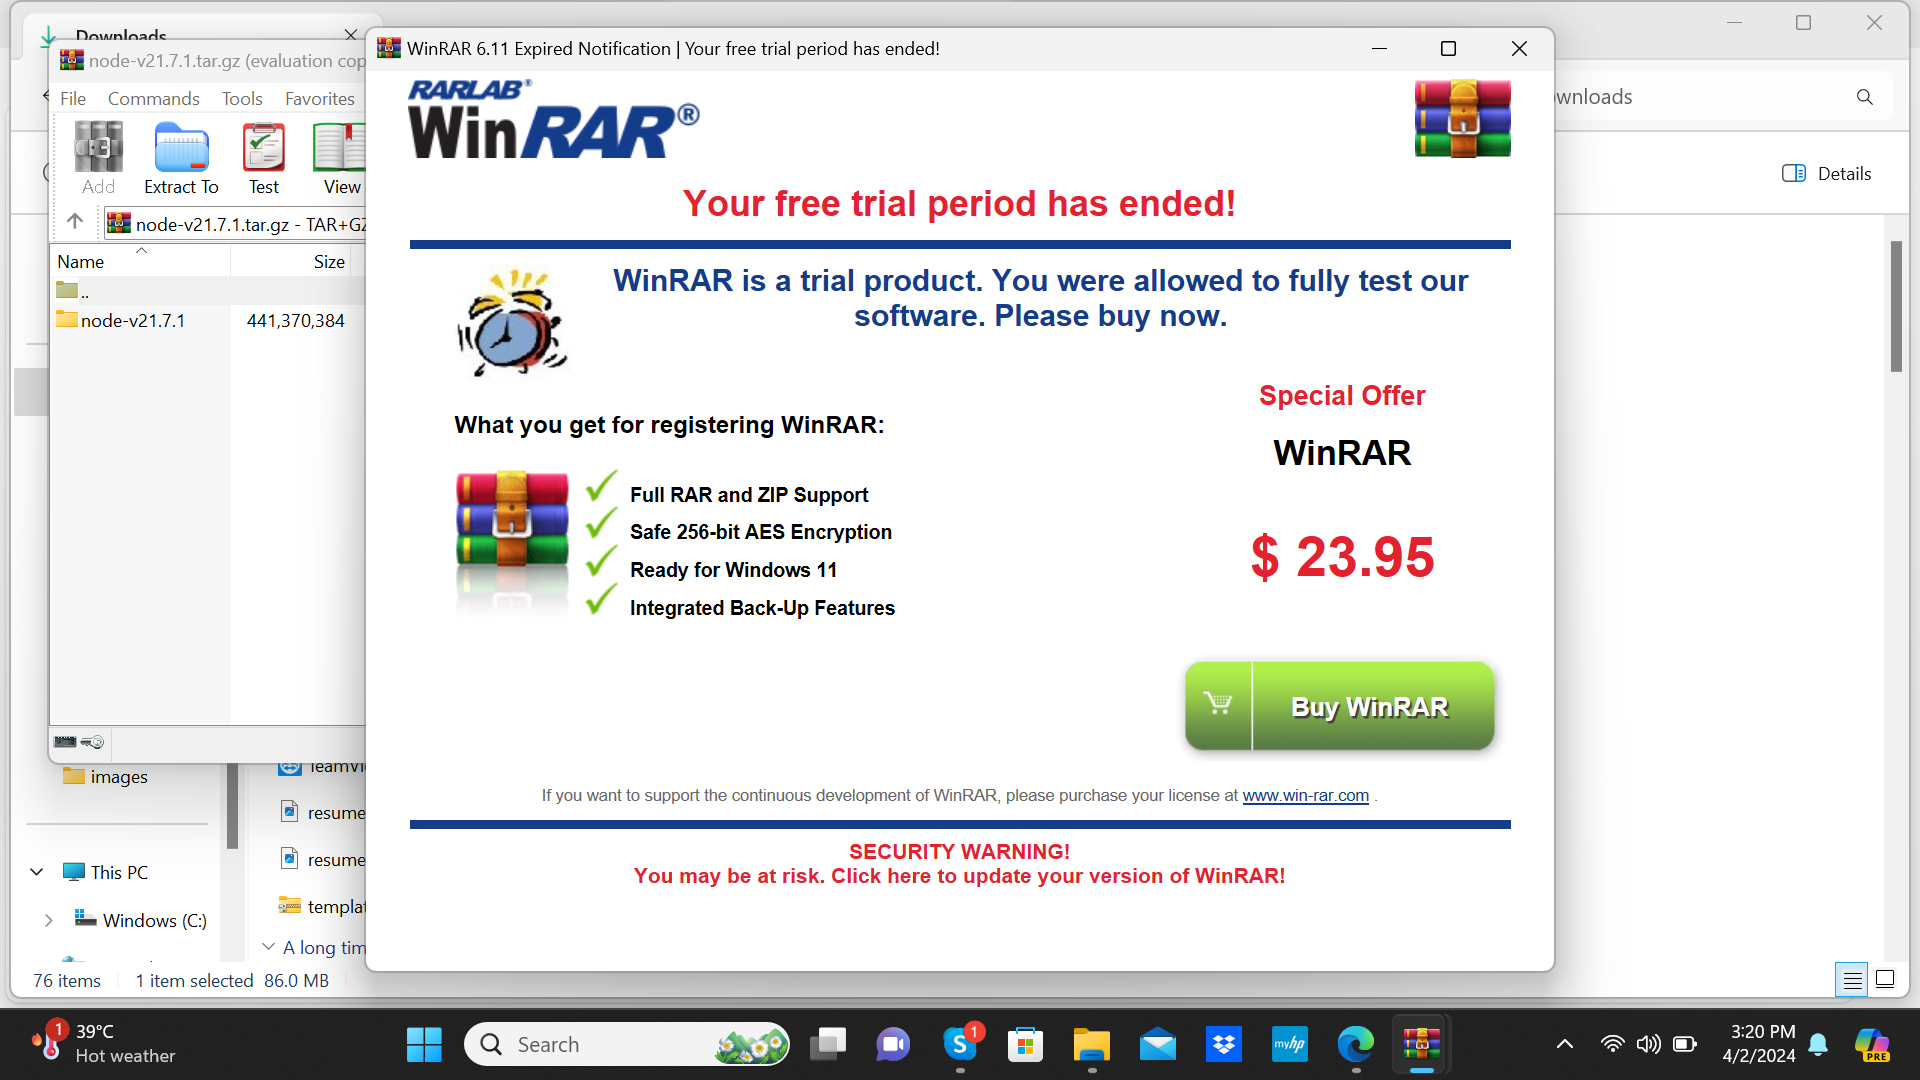 Downloads
node-v21.7.1.tar.gz (evaluation cop
WinRAR 6.11 Expired Notification | Your free trial period has ended!
File Commands Tools Favorites
wnloads
RARLAB®
WinRAR®
Add Extract To Test View
Details
Your free trial period has ended!
node-v21.7.1.tar.gz - TAR+GZ
Name Size
..
node-v21.7.1 441,370,384
WinRAR is a trial product. You were allowed to fully test our
software. Please buy now.
Special Offer
What you get for registering WinRAR:
WinRAR
Full RAR and ZIP Support
Safe 256-bit AES Encryption
$ 23.95
Ready for Windows 11
Integrated Back-Up Features
Buy WinRAR
images
TeamVi
If you want to support the continuous development of WinRAR, please purchase your license at www.win-rar.com .
resume
SECURITY WARNING!
resume
You may be at risk. Click here to update your version of WinRAR!
This PC
templat
Windows (C:)
A long tim
76 items 1 item selected 86.0 MB
1
39°C
Hot weather
Search
S
1
myhp
3:20 PM
4/2/2024
PRE